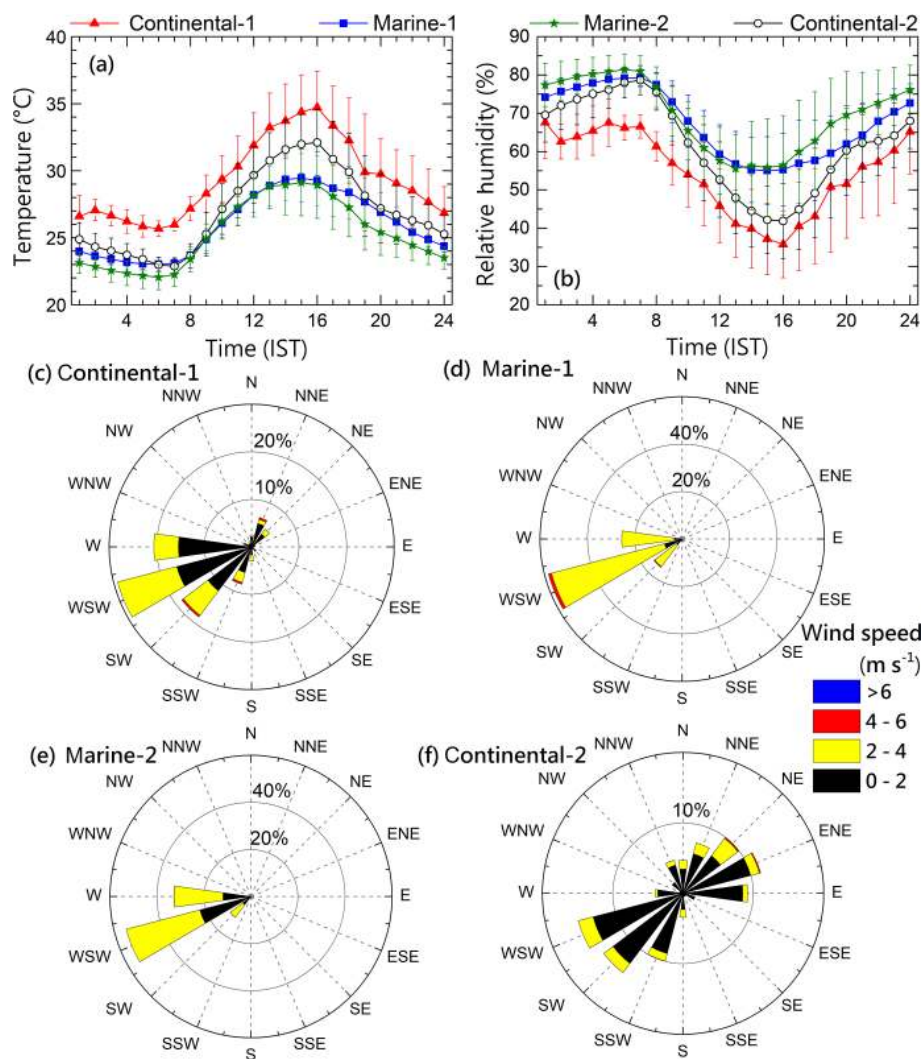 Continental-1 Marine-1 Marine-2 Continental-2
(a)
Temperature (°C)
40
35
30
25
20
4 8 12 16 20 24
Time (IST)
(b)
Relative humidity (%)
90
80
70
60
50
40
30
20
4 8 12 16 20 24
Time (IST)
(c) Continental-1
N
NNE
NE
ENE
E
ESE
SE
SSE
S
SSW
SW
WSW
W
WNW
NW
NNW
20%
10%
(d) Marine-1
N
NNE
NE
ENE
E
ESE
SE
SSE
S
SSW
SW
WSW
W
WNW
NW
NNW
40%
20%
Wind speed
(m s⁻¹)
>6
4 - 6
2 - 4
0 - 2
(e) Marine-2
N
NNE
NE
ENE
E
ESE
SE
SSE
S
SSW
SW
WSW
W
WNW
NW
NNW
40%
20%
(f) Continental-2
N
NNE
NE
ENE
E
ESE
SE
SSE
S
SSW
SW
WSW
W
WNW
NW
NNW
10%